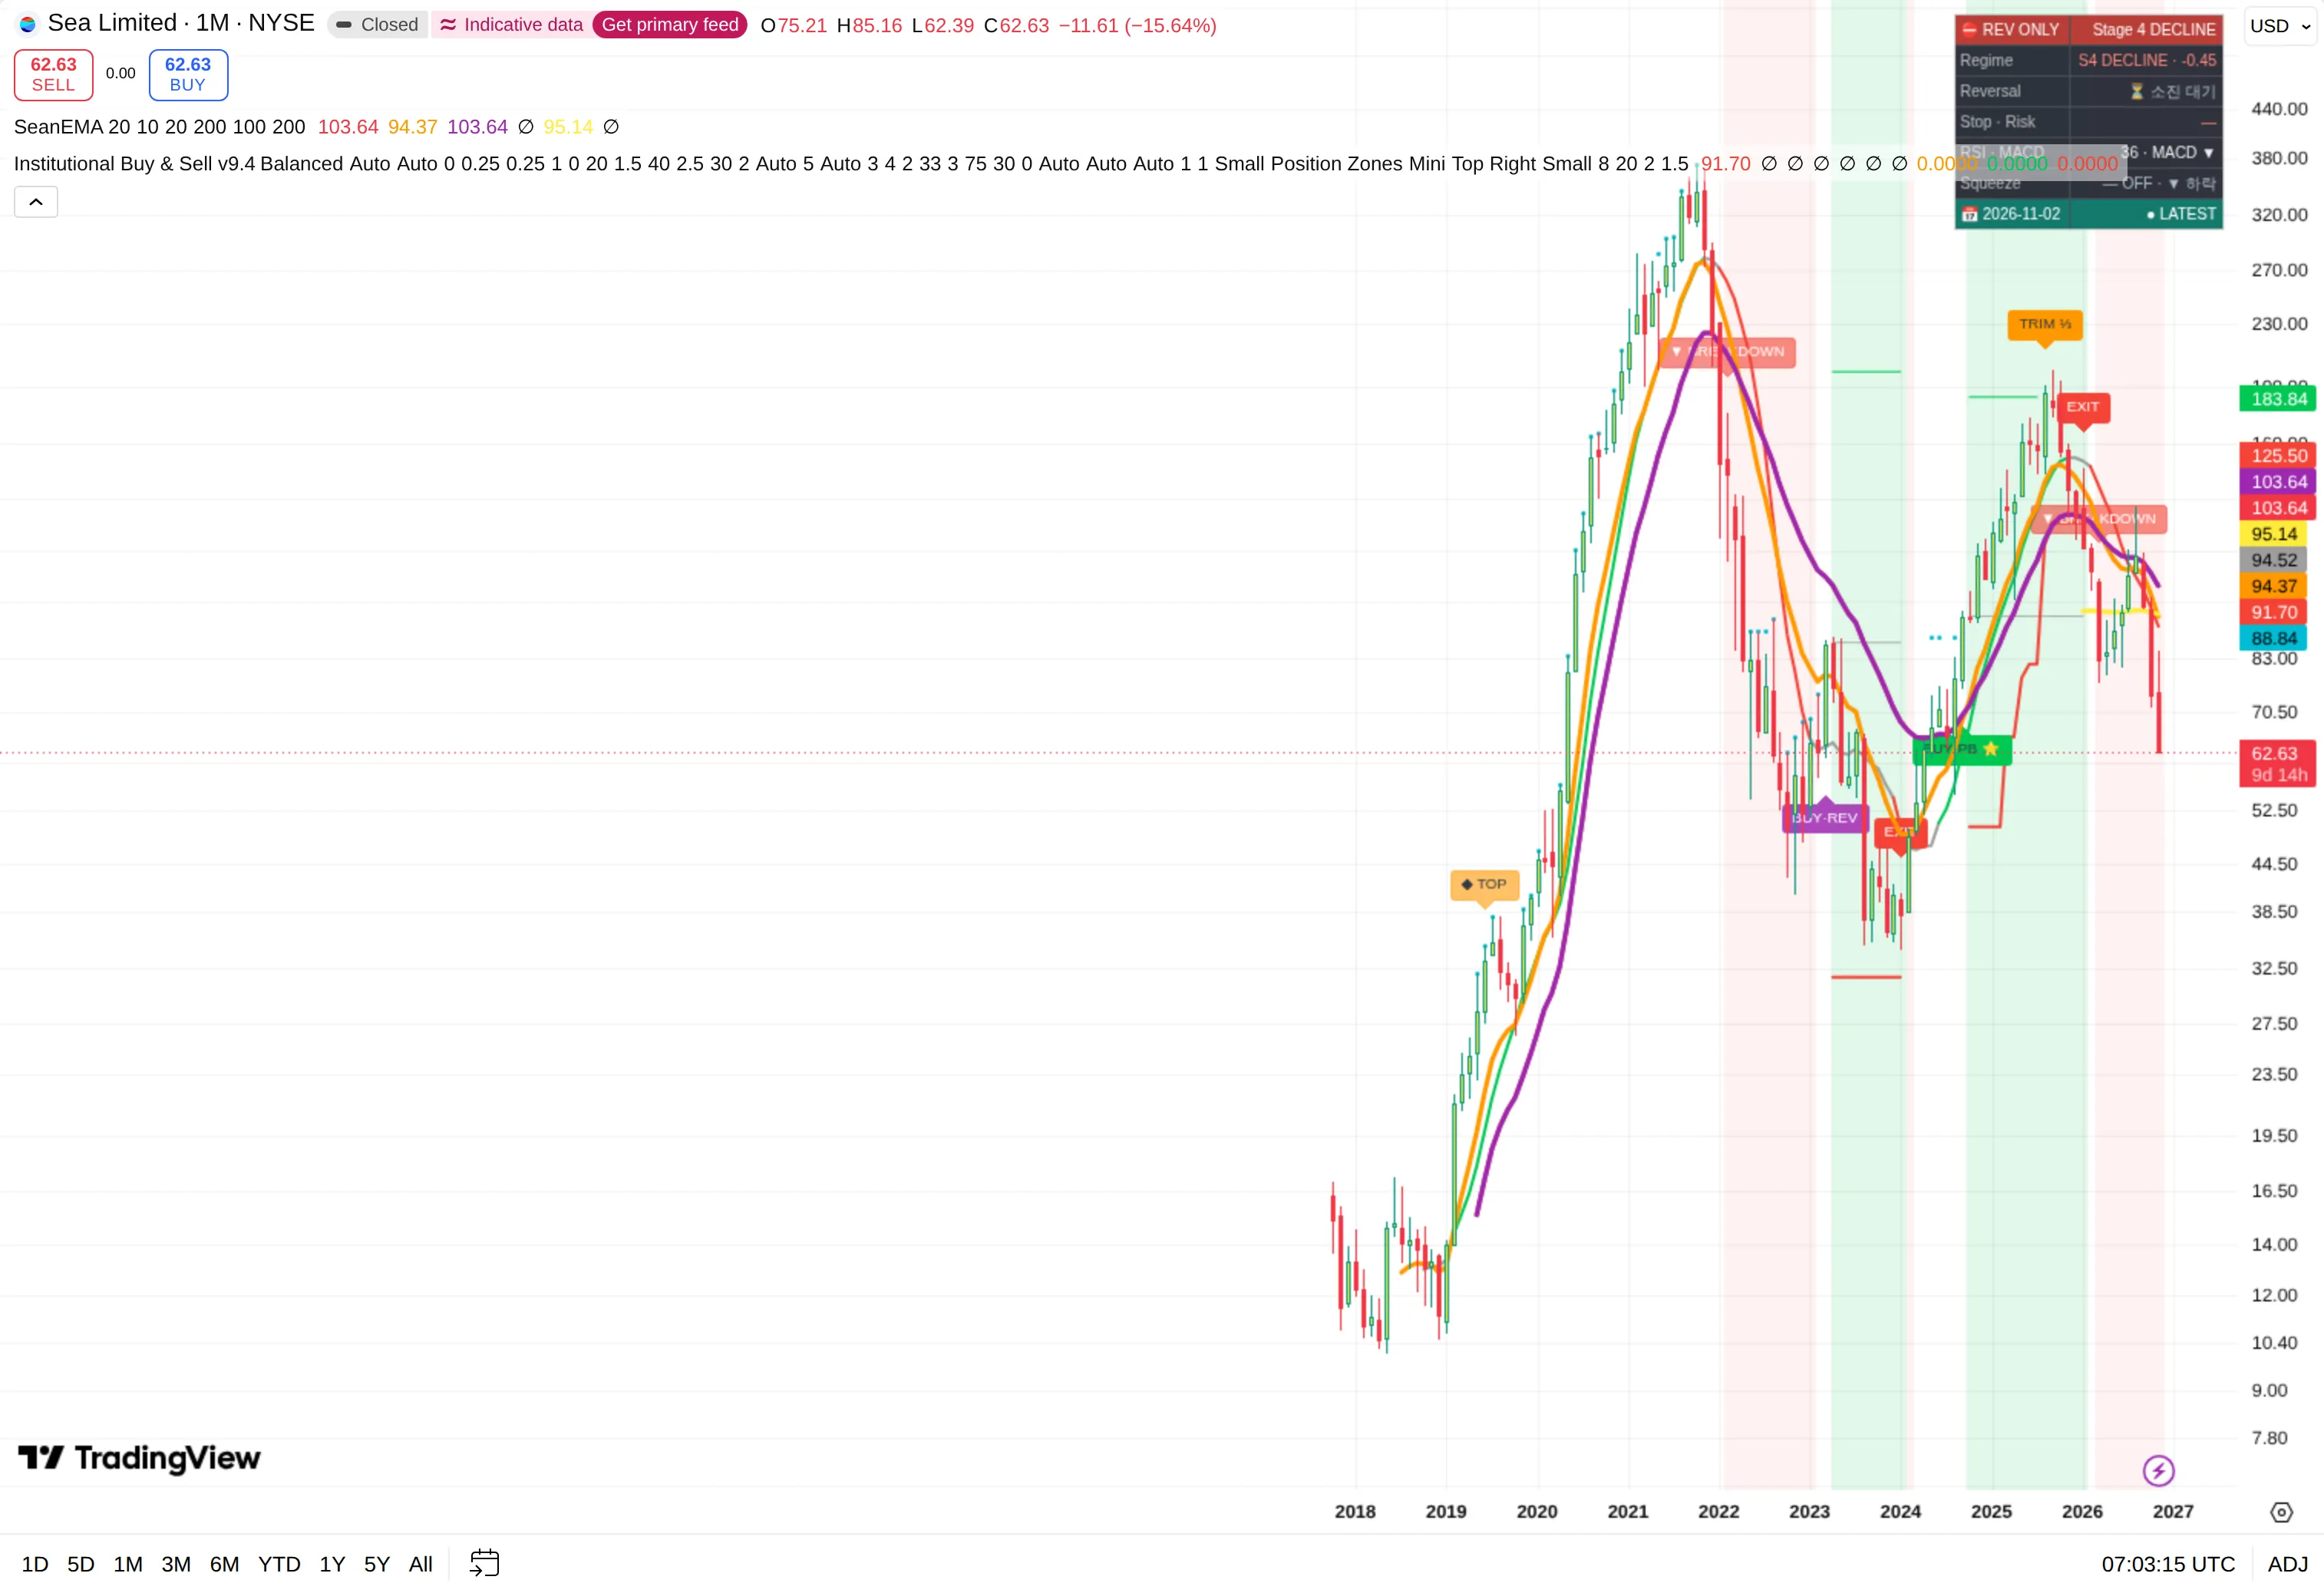 Sea Limited · 1M · NYSE Closed Indicative data Get primary feed O75.21 H85.16 L62.39 C62.63 −11.61 (−15.64%)
62.63 SELL 0.00 62.63 BUY
SeanEMA 20 10 20 200 100 200 103.64 94.37 103.64 ∅ 95.14 ∅
Institutional Buy & Sell v9.4 Balanced Auto Auto 0 0.25 0.25 1 0 20 1.5 40 2.5 30 2 Auto 5 Auto 3 4 2 33 3 75 30 0 Auto Auto Auto 1 1 Small Position Zones Mini Top Right Small 8 20 2 1.5 91.70 ∅ ∅ ∅ ∅ ∅ ∅ 0.0000 0.0000 0.0000
⛔ REV ONLY Stage 4 DECLINE
Regime S4 DECLINE · -0.45
Reversal ⏳ 소진 대기
Stop · Risk —
RSI · MACD 36 · MACD ▼
Squeeze — OFF · ▼ 하락
📅 2026-11-02 ● LATEST
USD
440.00
380.00
320.00
270.00
230.00
183.84
125.50
103.64
103.64
95.14
94.52
94.37
91.70
88.84
83.00
70.50
62.63
9d 14h
52.50
44.50
38.50
32.50
27.50
23.50
19.50
16.50
14.00
12.00
10.40
9.00
7.80
TRIM ⅓
EXIT
BUY-REV
◆ TOP
TradingView
2018 2019 2020 2021 2022 2023 2024 2025 2026 2027
1D 5D 1M 3M 6M YTD 1Y 5Y All 07:03:15 UTC ADJ